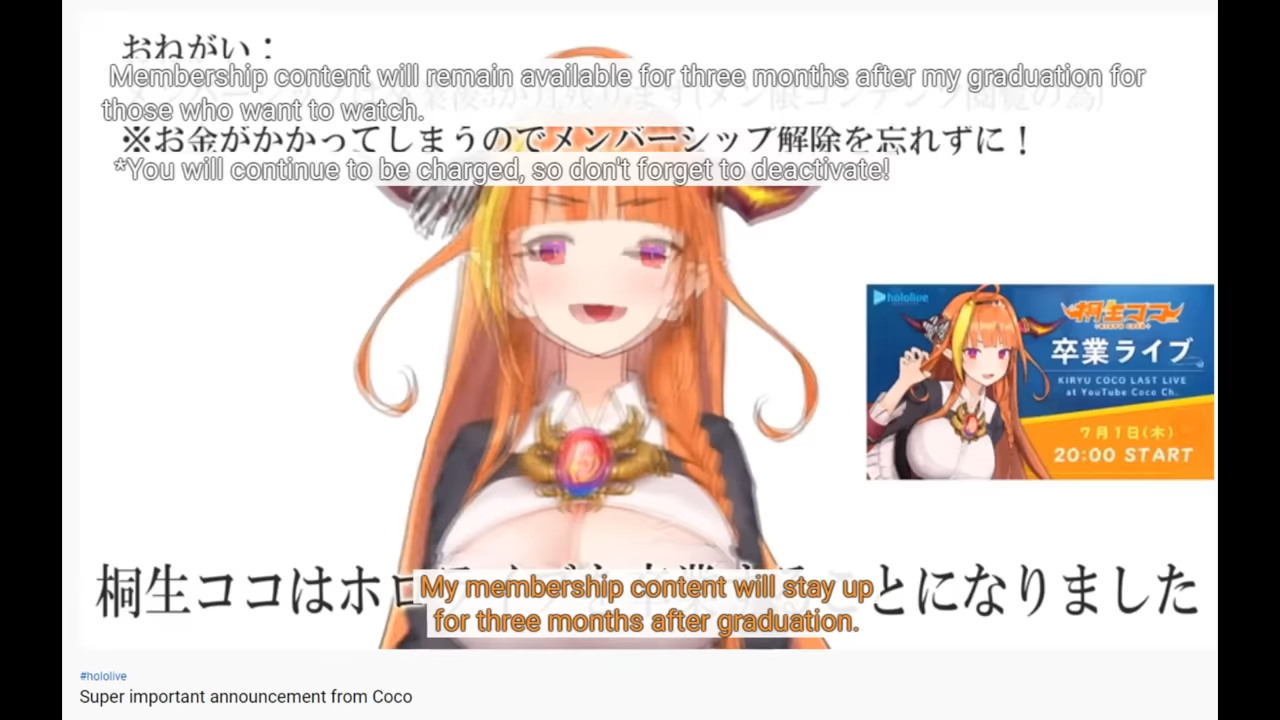 おねがい：
Membership content will remain available for three months after my graduation for
those who want to watch.
※お金がかかってしまうのでメンバーシップ解除を忘れずに！
*You will continue to be charged, so don't forget to deactivate!
hololive
桐生ココ
KIRYU COCO
卒業ライブ
KIRYU COCO LAST LIVE
at YouTube Coco Ch.
7月1日(木)
20:00 START
桐生ココはホロ
ことになりました
My membership content will stay up
for three months after graduation.
#hololive
Super important announcement from Coco